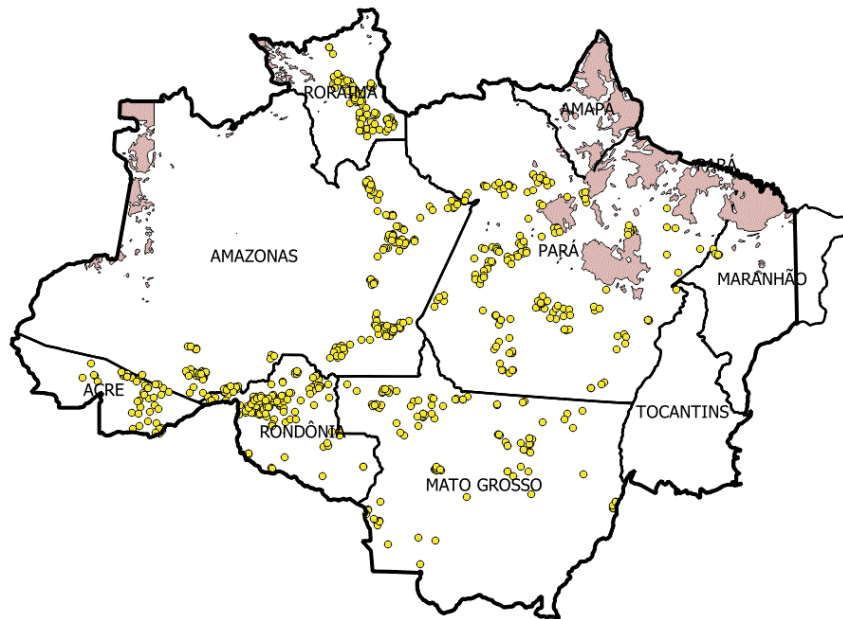 RORAIMA
AMAPÁ
PARÁ
AMAZONAS
PARÁ
MARANHÃO
ACRE
TOCANTINS
RONDÔNIA
MATO GROSSO